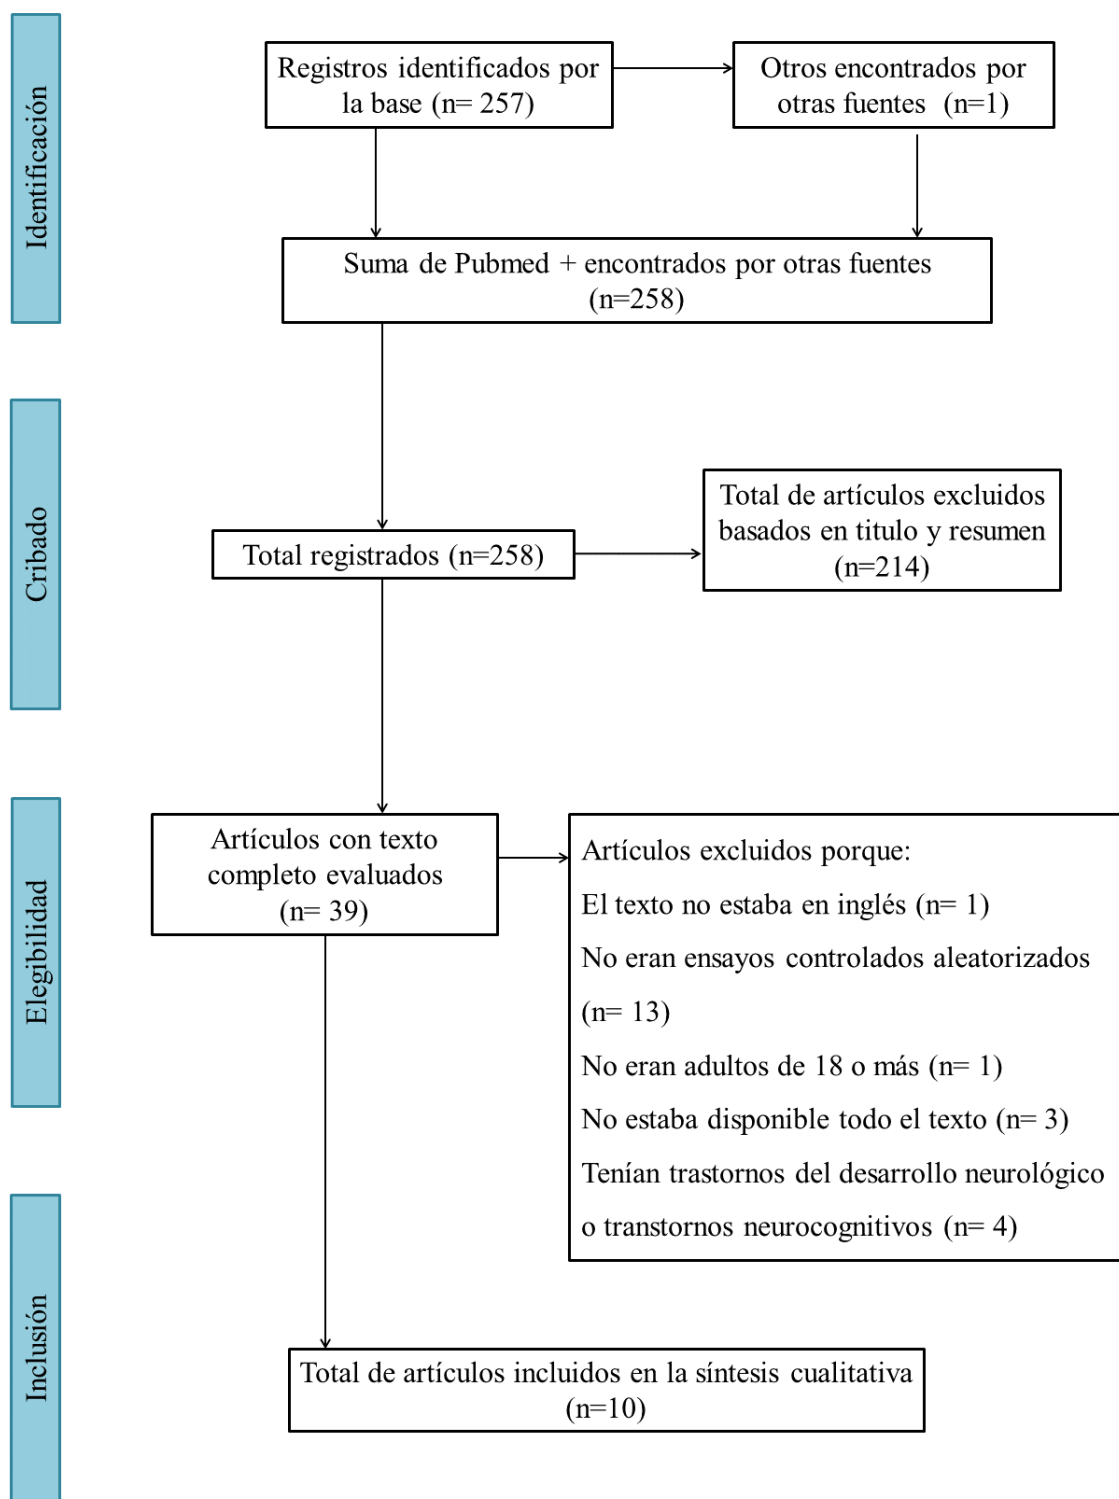 Identificación
Registros identificados por
la base (n= 257)
Otros encontrados por
otras fuentes (n=1)
Suma de Pubmed + encontrados por otras fuentes
(n=258)
Cribado
Total registrados (n=258)
Total de artículos excluidos
basados en titulo y resumen
(n=214)
Elegibilidad
Artículos con texto
completo evaluados
(n= 39)
Artículos excluidos porque:
El texto no estaba en inglés (n= 1)
No eran ensayos controlados aleatorizados
(n= 13)
No eran adultos de 18 o más (n= 1)
No estaba disponible todo el texto (n= 3)
Tenían trastornos del desarrollo neurológico
o transtornos neurocognitivos (n= 4)
Inclusión
Total de artículos incluidos en la síntesis cualitativa
(n=10)